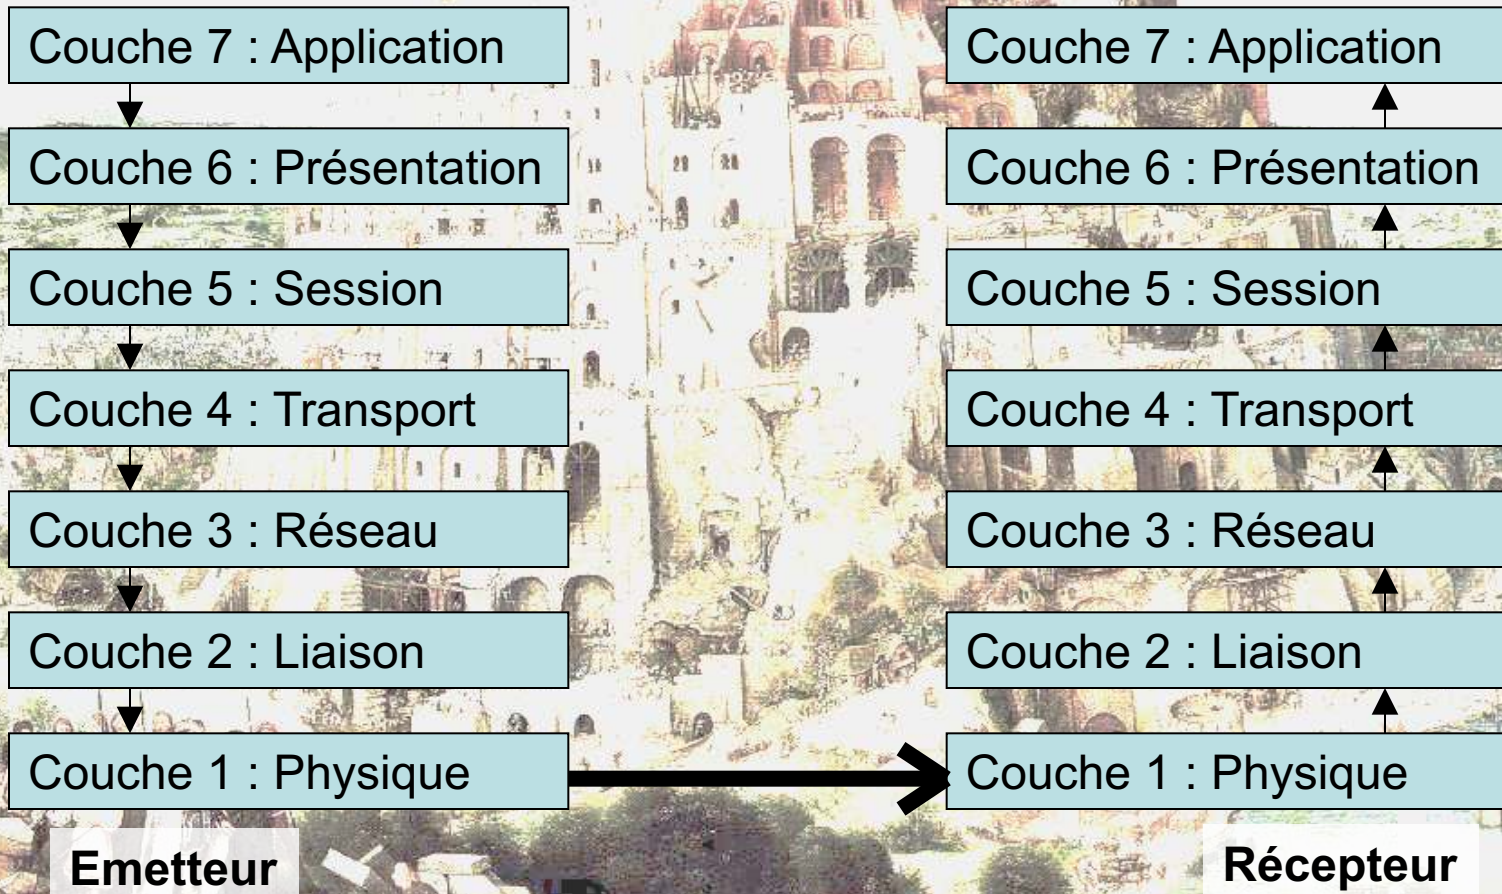 Couche 7 : Application
Couche 6 : Présentation
Couche 5 : Session
Couche 4 : Transport
Couche 3 : Réseau
Couche 2 : Liaison
Couche 1 : Physique
Emetteur
Couche 7 : Application
Couche 6 : Présentation
Couche 5 : Session
Couche 4 : Transport
Couche 3 : Réseau
Couche 2 : Liaison
Couche 1 : Physique
Récepteur